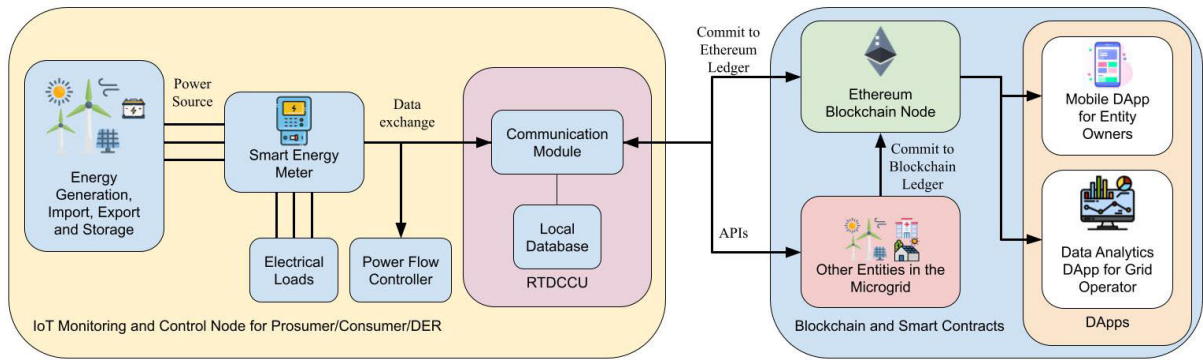 Energy
Generation,
Import, Export
and Storage
Power
Source
Smart Energy
Meter
Electrical
Loads
Data
exchange
Power Flow
Controller
Communication
Module
Local
Database
RTDCCU
IoT Monitoring and Control Node for Prosumer/Consumer/DER
Commit to
Ethereum
Ledger
APIs
Ethereum
Blockchain Node
Commit to
Blockchain
Ledger
Other Entities in the
Microgrid
Blockchain and Smart Contracts
Mobile DApp
for Entity
Owners
Data Analytics
DApp for Grid
Operator
DApps